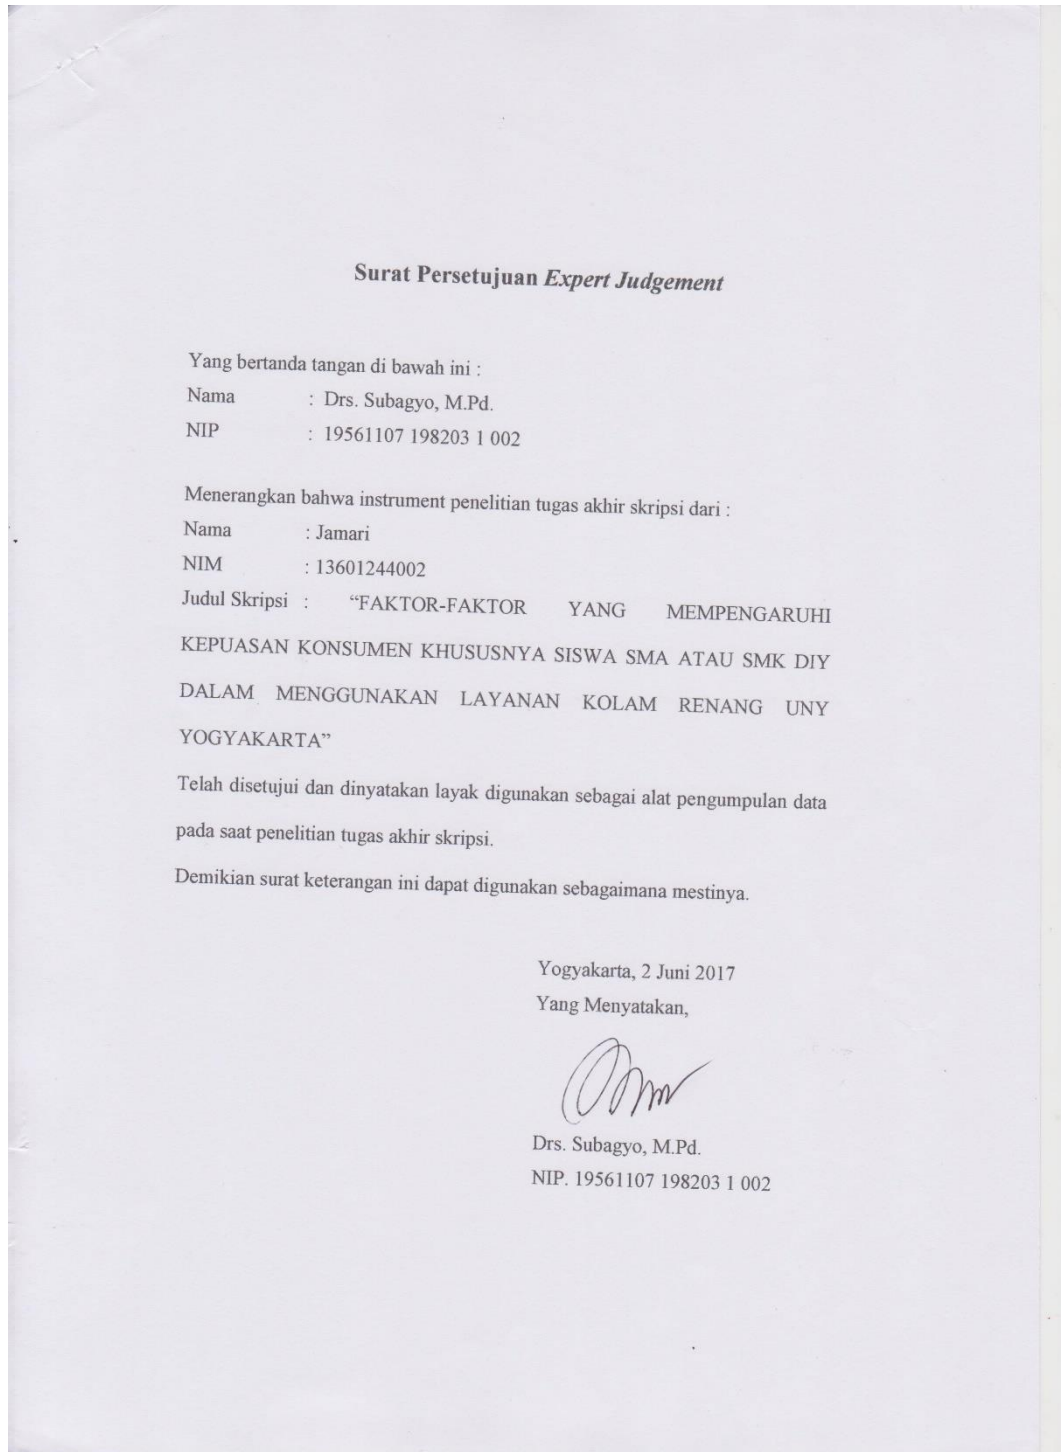 Surat Persetujuan Expert Judgement
Yang bertanda tangan di bawah ini :
Nama : Drs. Subagyo, M.Pd.
NIP : 19561107 198203 1 002
Menerangkan bahwa instrument penelitian tugas akhir skripsi dari :
Nama : Jamari
NIM : 13601244002
Judul Skripsi : “FAKTOR-FAKTOR YANG MEMPENGARUHI
KEPUASAN KONSUMEN KHUSUSNYA SISWA SMA ATAU SMK DIY
DALAM MENGGUNAKAN LAYANAN KOLAM RENANG UNY
YOGYAKARTA”
Telah disetujui dan dinyatakan layak digunakan sebagai alat pengumpulan data
pada saat penelitian tugas akhir skripsi.
Demikian surat keterangan ini dapat digunakan sebagaimana mestinya.
Yogyakarta, 2 Juni 2017
Yang Menyatakan,
Drs. Subagyo, M.Pd.
NIP. 19561107 198203 1 002